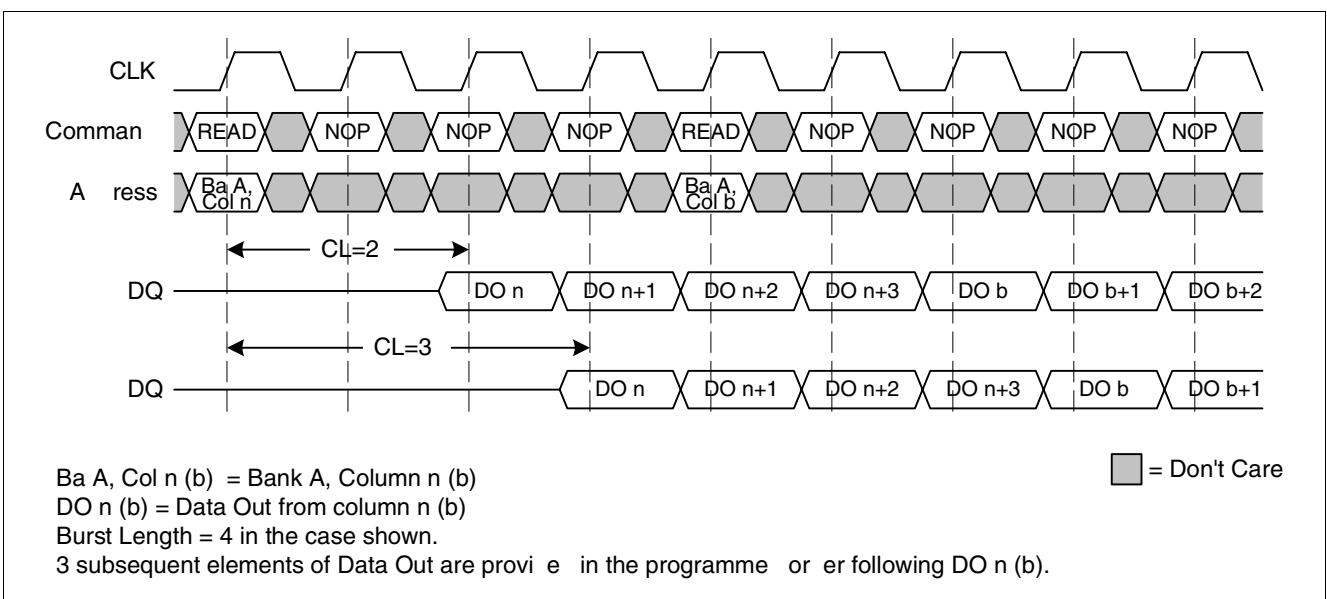 CLK
Comman
READ NOP NOP NOP READ NOP NOP NOP NOP
A ress
Ba A, Col n
Ba A, Col b
CL=2
DQ
DO n DO n+1 DO n+2 DO n+3 DO b DO b+1 DO b+2
CL=3
DQ
DO n DO n+1 DO n+2 DO n+3 DO b DO b+1
Ba A, Col n (b) = Bank A, Column n (b)
= Don't Care
DO n (b) = Data Out from column n (b)
Burst Length = 4 in the case shown.
3 subsequent elements of Data Out are provi e in the programme or er following DO n (b).